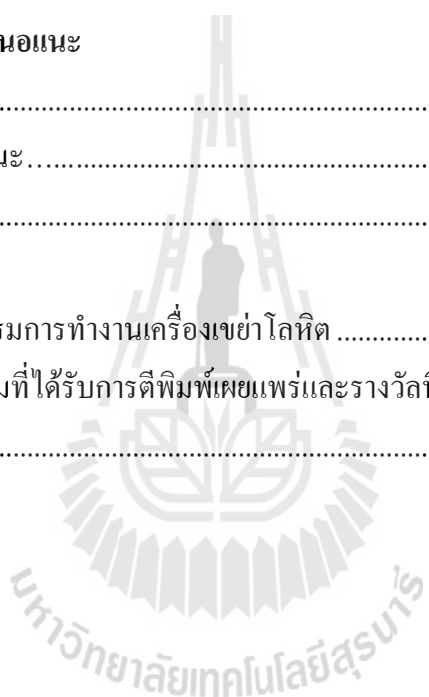 นอแนะ
................................................................
นะ….............................................................
................................................................
รมการทำงานเครื่องเขย่าโลหิต .............
มที่ได้รับการตีพิมพ์เผยแพร่และรางวัลที่
................................................................
มหาวิทยาลัยเทคโนโลยีสุรนารี